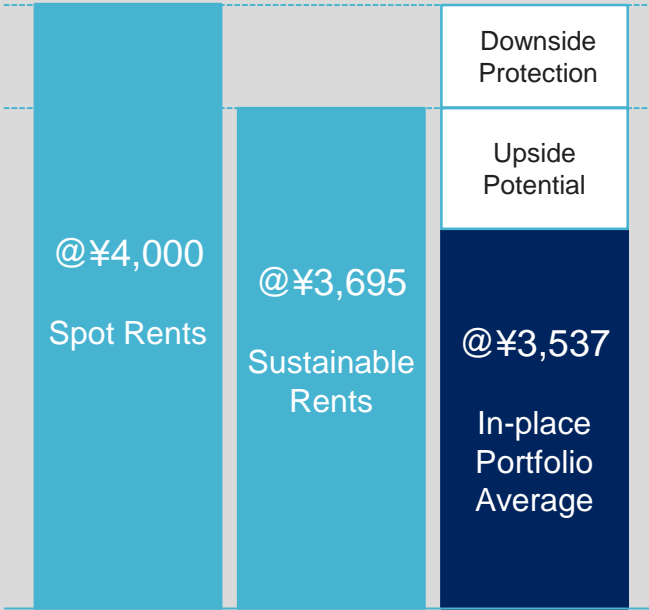 @¥4,000
Spot Rents
@¥3,695
Sustainable
Rents
Downside
Protection
Upside
Potential
@¥3,537
In-place
Portfolio
Average